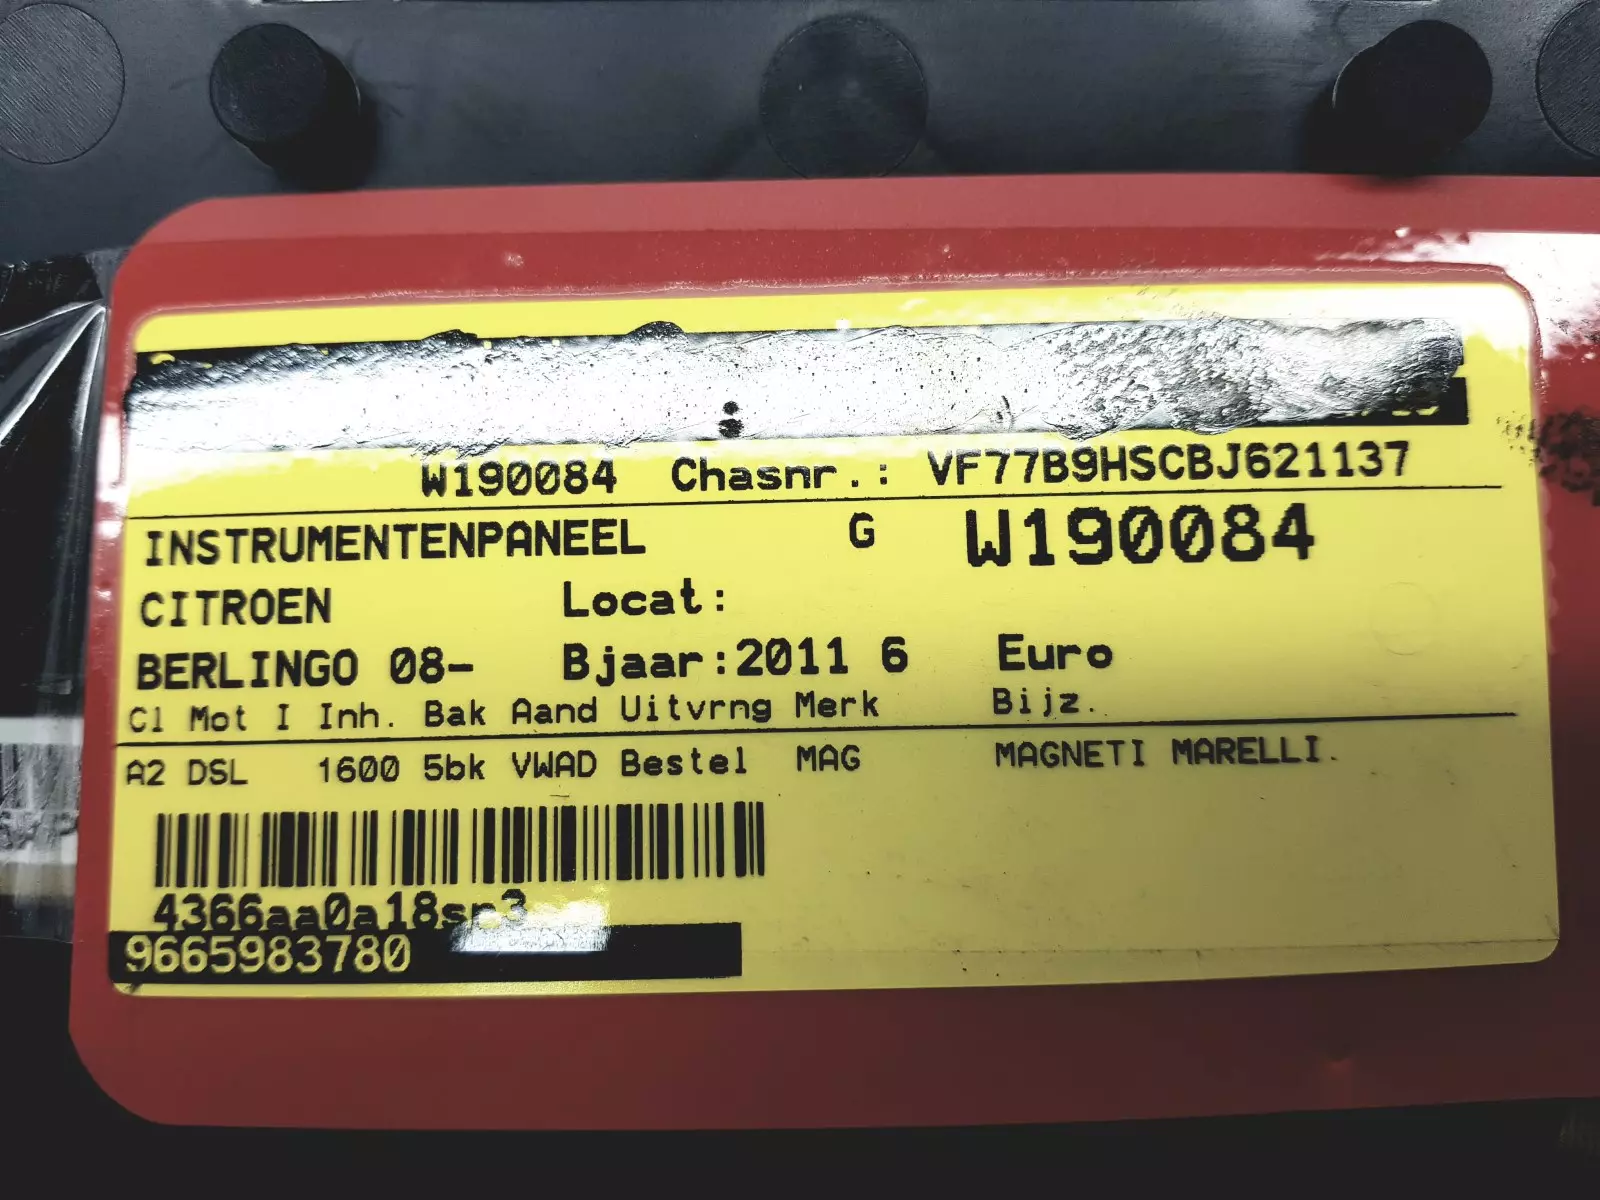 W190084 Chasnr.: VF77B9HSCBJ621137
INSTRUMENTENPANEEL G W190084
CITROEN Locat:
BERLINGO 08- Bjaar:2011 6 Euro
Cl Mot I Inh. Bak Aand Uitvrng Merk Bijz.
A2 DSL 1600 5bk VWAD Bestel MAG MAGNETI MARELLI.
9665983780